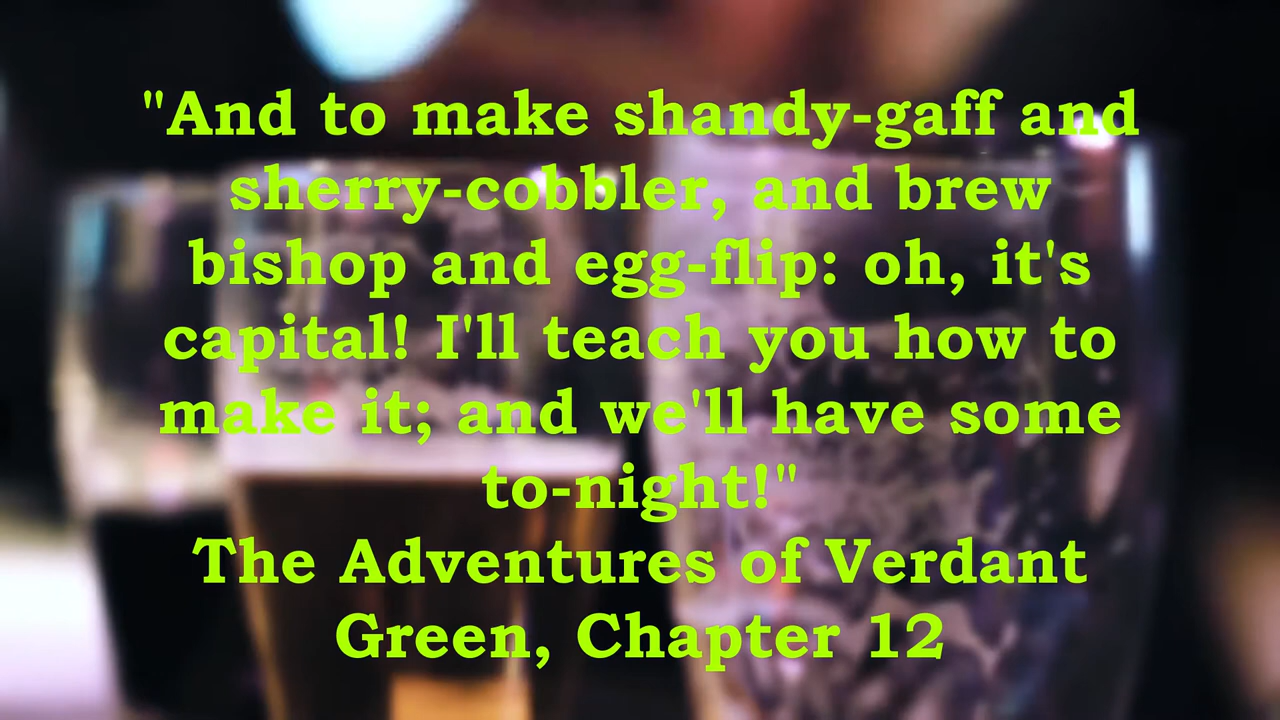 "And to make shandy-gaff and
sherry-cobbler, and brew
bishop and egg-flip: oh, it's
capital! I'll teach you how to
make it; and we'll have some
to-night!"
The Adventures of Verdant
Green, Chapter 12